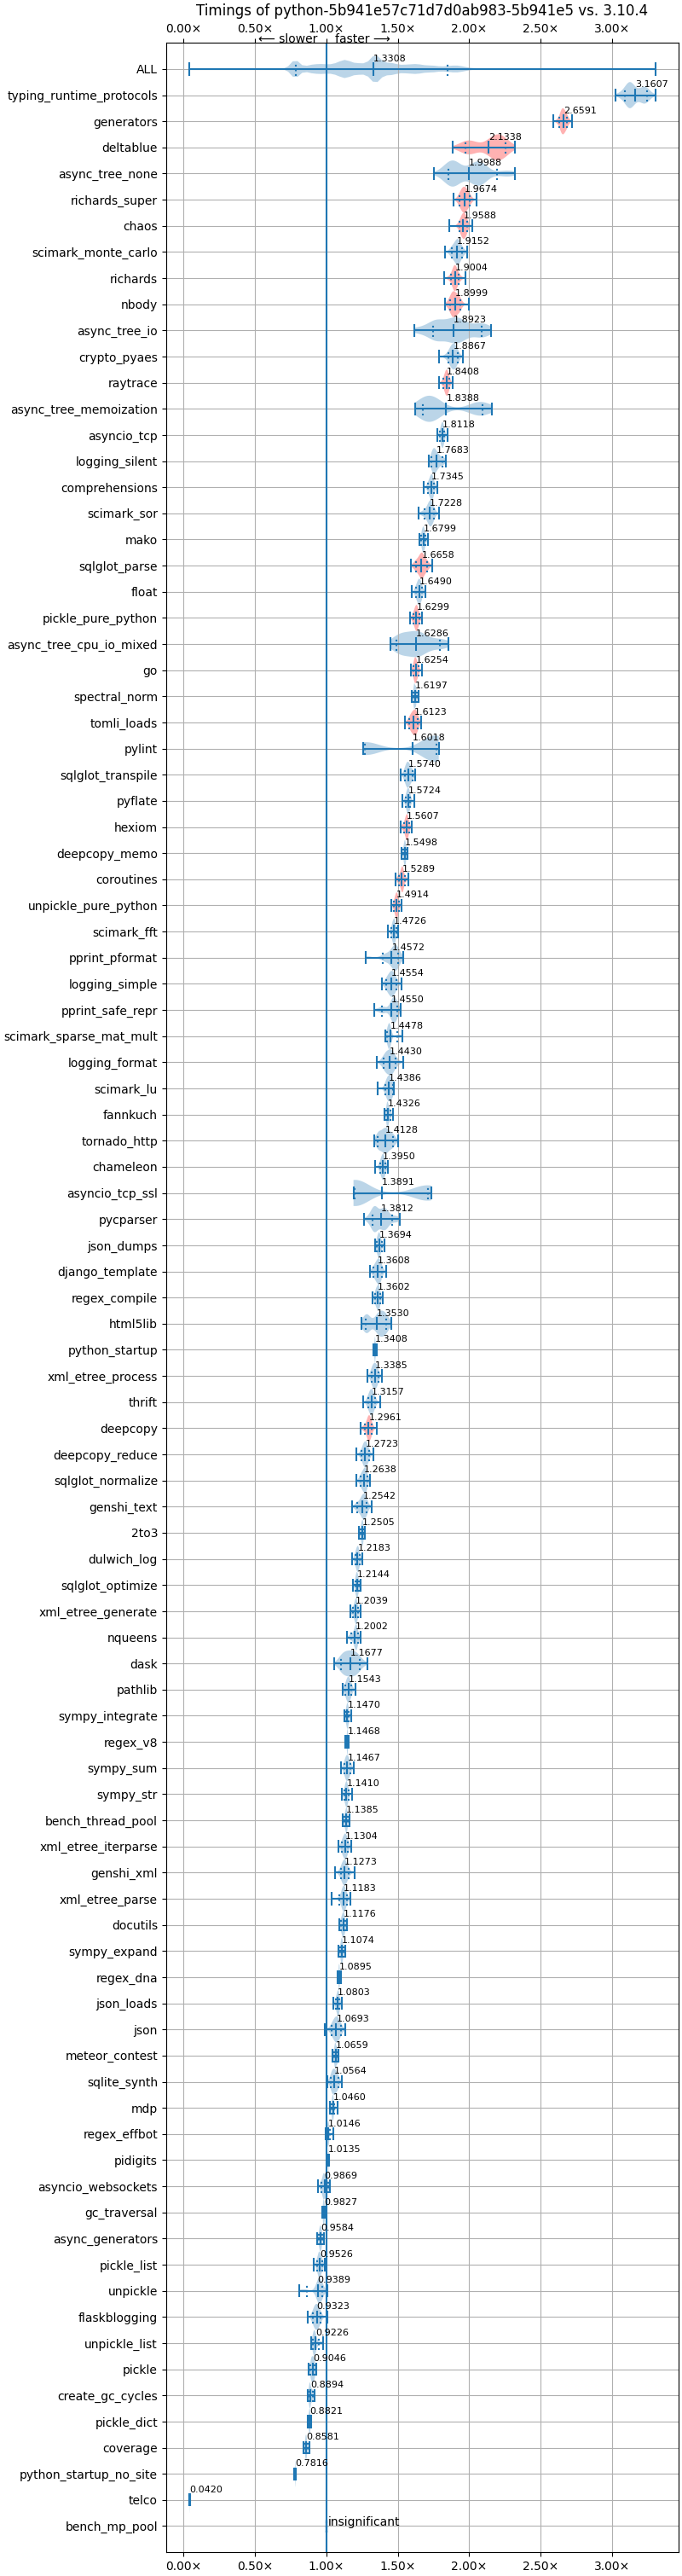 Timings of python-5b941e57c71d7d0ab983-5b941e5 vs. 3.10.4
0.00× 0.50× 1.00× 1.50× 2.00× 2.50× 3.00×
⟵ slower faster ⟶
ALL 1.3308
typing_runtime_protocols 3.1607
generators 2.6591
deltablue 2.1338
async_tree_none 1.9988
richards_super 1.9674
chaos 1.9588
scimark_monte_carlo 1.9152
richards 1.9004
nbody 1.8999
async_tree_io 1.8923
crypto_pyaes 1.8867
raytrace 1.8408
async_tree_memoization 1.8388
asyncio_tcp 1.8118
logging_silent 1.7683
comprehensions 1.7345
scimark_sor 1.7228
mako 1.6799
sqlglot_parse 1.6658
float 1.6490
pickle_pure_python 1.6299
async_tree_cpu_io_mixed 1.6286
go 1.6254
spectral_norm 1.6197
tomli_loads 1.6123
pylint 1.6018
sqlglot_transpile 1.5740
pyflate 1.5724
hexiom 1.5607
deepcopy_memo 1.5498
coroutines 1.5289
unpickle_pure_python 1.4914
scimark_fft 1.4726
pprint_pformat 1.4572
logging_simple 1.4554
pprint_safe_repr 1.4550
scimark_sparse_mat_mult 1.4478
logging_format 1.4430
scimark_lu 1.4386
fannkuch 1.4326
tornado_http 1.4128
chameleon 1.3950
asyncio_tcp_ssl 1.3891
pycparser 1.3812
json_dumps 1.3694
django_template 1.3608
regex_compile 1.3602
html5lib 1.3530
python_startup 1.3408
xml_etree_process 1.3385
thrift 1.3157
deepcopy 1.2961
deepcopy_reduce 1.2723
sqlglot_normalize 1.2638
genshi_text 1.2542
2to3 1.2505
dulwich_log 1.2183
sqlglot_optimize 1.2144
xml_etree_generate 1.2039
nqueens 1.2002
dask 1.1677
pathlib 1.1543
sympy_integrate 1.1470
regex_v8 1.1468
sympy_sum 1.1467
sympy_str 1.1410
bench_thread_pool 1.1385
xml_etree_iterparse 1.1304
genshi_xml 1.1273
xml_etree_parse 1.1183
docutils 1.1176
sympy_expand 1.1074
regex_dna 1.0895
json_loads 1.0803
json 1.0693
meteor_contest 1.0659
sqlite_synth 1.0564
mdp 1.0460
regex_effbot 1.0146
pidigits 1.0135
asyncio_websockets 0.9869
gc_traversal 0.9827
async_generators 0.9584
pickle_list 0.9526
unpickle 0.9389
flaskblogging 0.9323
unpickle_list 0.9226
pickle 0.9046
create_gc_cycles 0.8894
pickle_dict 0.8821
coverage 0.8581
python_startup_no_site 0.7816
telco 0.0420
bench_mp_pool insignificant
0.00× 0.50× 1.00× 1.50× 2.00× 2.50× 3.00×